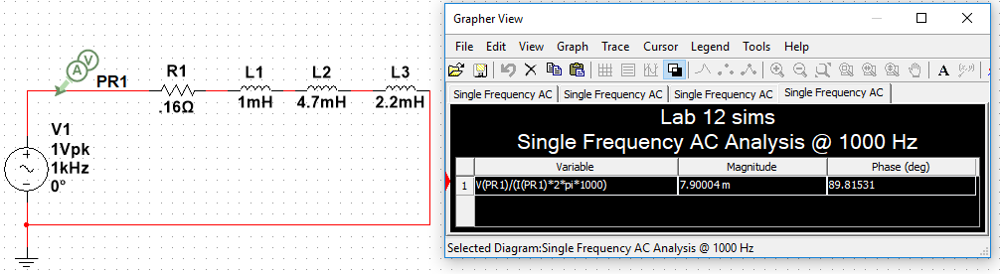 A V
PR1
R1
.16Ω
L1
1mH
L2
4.7mH
L3
2.2mH
V1
1Vpk
1kHz
0°
Grapher View
File Edit View Graph Trace Cursor Legend Tools Help
A
Single Frequency AC Single Frequency AC Single Frequency AC Single Frequency AC
Lab 12 sims
Single Frequency AC Analysis @ 1000 Hz
Variable Magnitude Phase (deg)
1 V(PR1)/(I(PR1)*2*pi*1000) 7.90004 m 89.81531
Selected Diagram:Single Frequency AC Analysis @ 1000 Hz